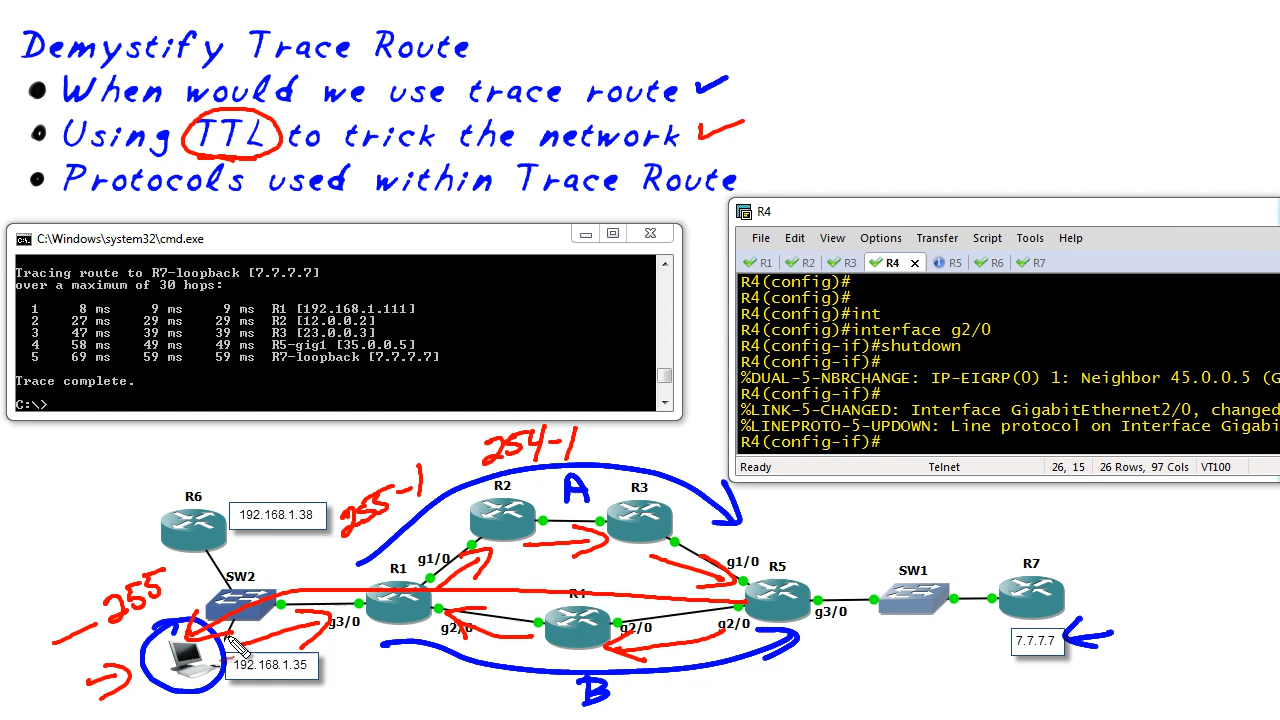 Demystify Trace Route
When would we use trace route
Using TTL to trick the network
Protocols used within Trace Route
C:\Windows\system32\cmd.exe
Tracing route to R7-loopback [7.7.7.7]
over a maximum of 30 hops:
1 8 ms 9 ms 9 ms R1 [192.168.1.111]
2 27 ms 29 ms 29 ms R2 [12.0.0.2]
3 47 ms 39 ms 39 ms R3 [23.0.0.3]
4 58 ms 49 ms 49 ms R5-gig1 [35.0.0.5]
5 69 ms 59 ms 59 ms R7-loopback [7.7.7.7]
Trace complete.
C:\>
R4
File Edit View Options Transfer Script Tools Help
R1 R2 R3 R4 R5 R6 R7
R4(config)#
R4(config)#
R4(config)#int
R4(config)#interface g2/0
R4(config-if)#shutdown
R4(config-if)#
%DUAL-5-NBRCHANGE: IP-EIGRP(0) 1: Neighbor 45.0.0.5 (G
R4(config-if)#
%LINK-5-CHANGED: Interface GigabitEthernet2/0, changed
%LINEPROTO-5-UPDOWN: Line protocol on Interface Gigabi
R4(config-if)#
Ready Telnet 26, 15 26 Rows, 97 Cols VT100
254-1
255-1
255
A
B
R6
192.168.1.38
SW2
192.168.1.35
R1
g1/0
g3/0
g2/0
R2
R3
R4
g2/0
g1/0
R5
g2/0
g3/0
SW1
R7
7.7.7.7